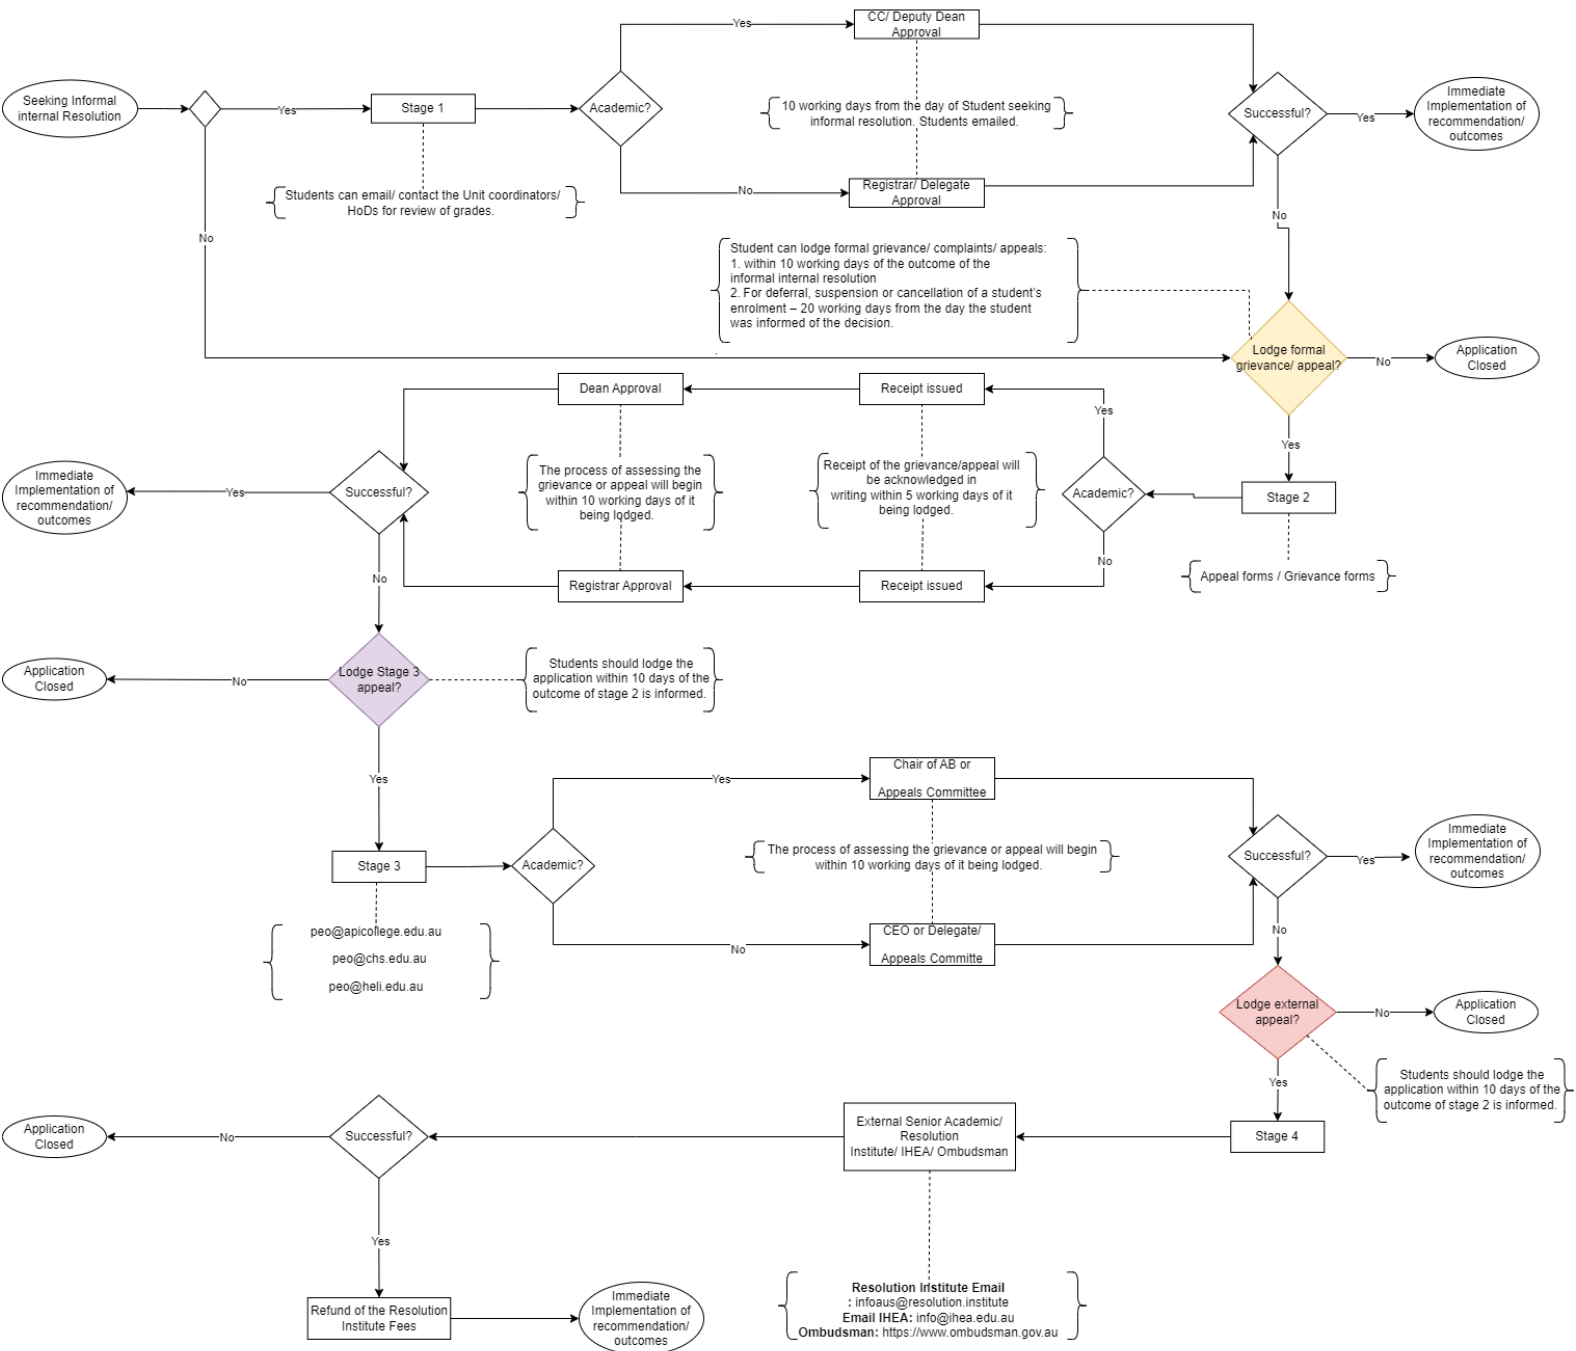 Yes
CC/ Deputy Dean
Approval
Seeking Informal
internal Resolution
Yes
Stage 1
Academic?
10 working days from the day of Student seeking
informal resolution. Students emailed.
Successful?
Yes
Immediate
Implementation of
recommendation/
outcomes
Students can email/ contact the Unit coordinators/
HoDs for review of grades.
No
Registrar/ Delegate
Approval
No
No
Student can lodge formal grievance/ complaints/ appeals:
1. within 10 working days of the outcome of the
informal internal resolution
2. For deferral, suspension or cancellation of a student's
enrolment – 20 working days from the day the student
was informed of the decision.
Lodge formal
grievance/ appeal?
No
Application
Closed
Dean Approval
Receipt issued
Yes
Yes
Immediate
Implementation of
recommendation/
outcomes
Yes
Successful?
The process of assessing the
grievance or appeal will begin
within 10 working days of it
being lodged.
Receipt of the grievance/appeal will
be acknowledged in
writing within 5 working days of it
being lodged.
Academic?
Stage 2
No
Registrar Approval
Receipt issued
No
Appeal forms / Grievance forms
Application
Closed
No
Lodge Stage 3
appeal?
Students should lodge the
application within 10 days of the
outcome of stage 2 is informed.
Yes
Yes
Chair of AB or
Appeals Committee
Stage 3
Academic?
The process of assessing the grievance or appeal will begin
within 10 working days of it being lodged.
Successful?
Yes
Immediate
Implementation of
recommendation/
outcomes
peo@apicollege.edu.au
peo@chs.edu.au
peo@heli.edu.au
No
CEO or Delegate/
Appeals Committe
No
Lodge external
appeal?
No
Application
Closed
Students should lodge the
application within 10 days of the
outcome of stage 2 is informed.
Yes
Application
Closed
No
Successful?
External Senior Academic/
Resolution
Institute/ IHEA/ Ombudsman
Stage 4
Yes
Refund of the Resolution
Institute Fees
Immediate
Implementation of
recommendation/
outcomes
Resolution Institute Email
: infoaus@resolution.institute
Email IHEA: info@ihea.edu.au
Ombudsman: https://www.ombudsman.gov.au